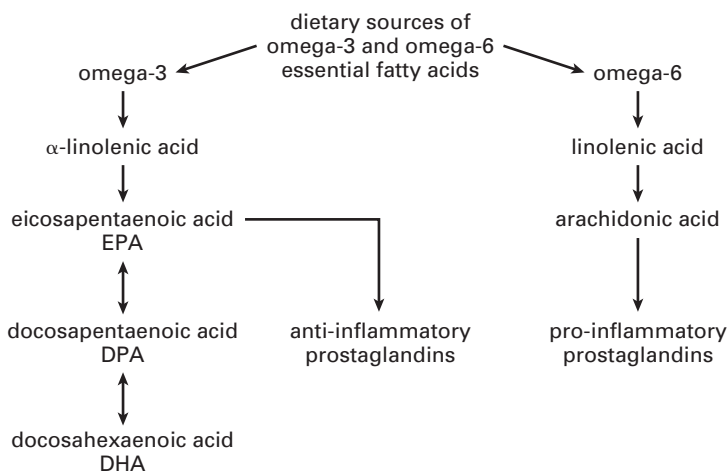 dietary sources of
omega-3 and omega-6
essential fatty acids
omega-3
omega-6
α-linolenic acid
linolenic acid
eicosapentaenoic acid
EPA
arachidonic acid
docosapentaenoic acid
DPA
anti-inflammatory
prostaglandins
pro-inflammatory
prostaglandins
docosahexaenoic acid
DHA